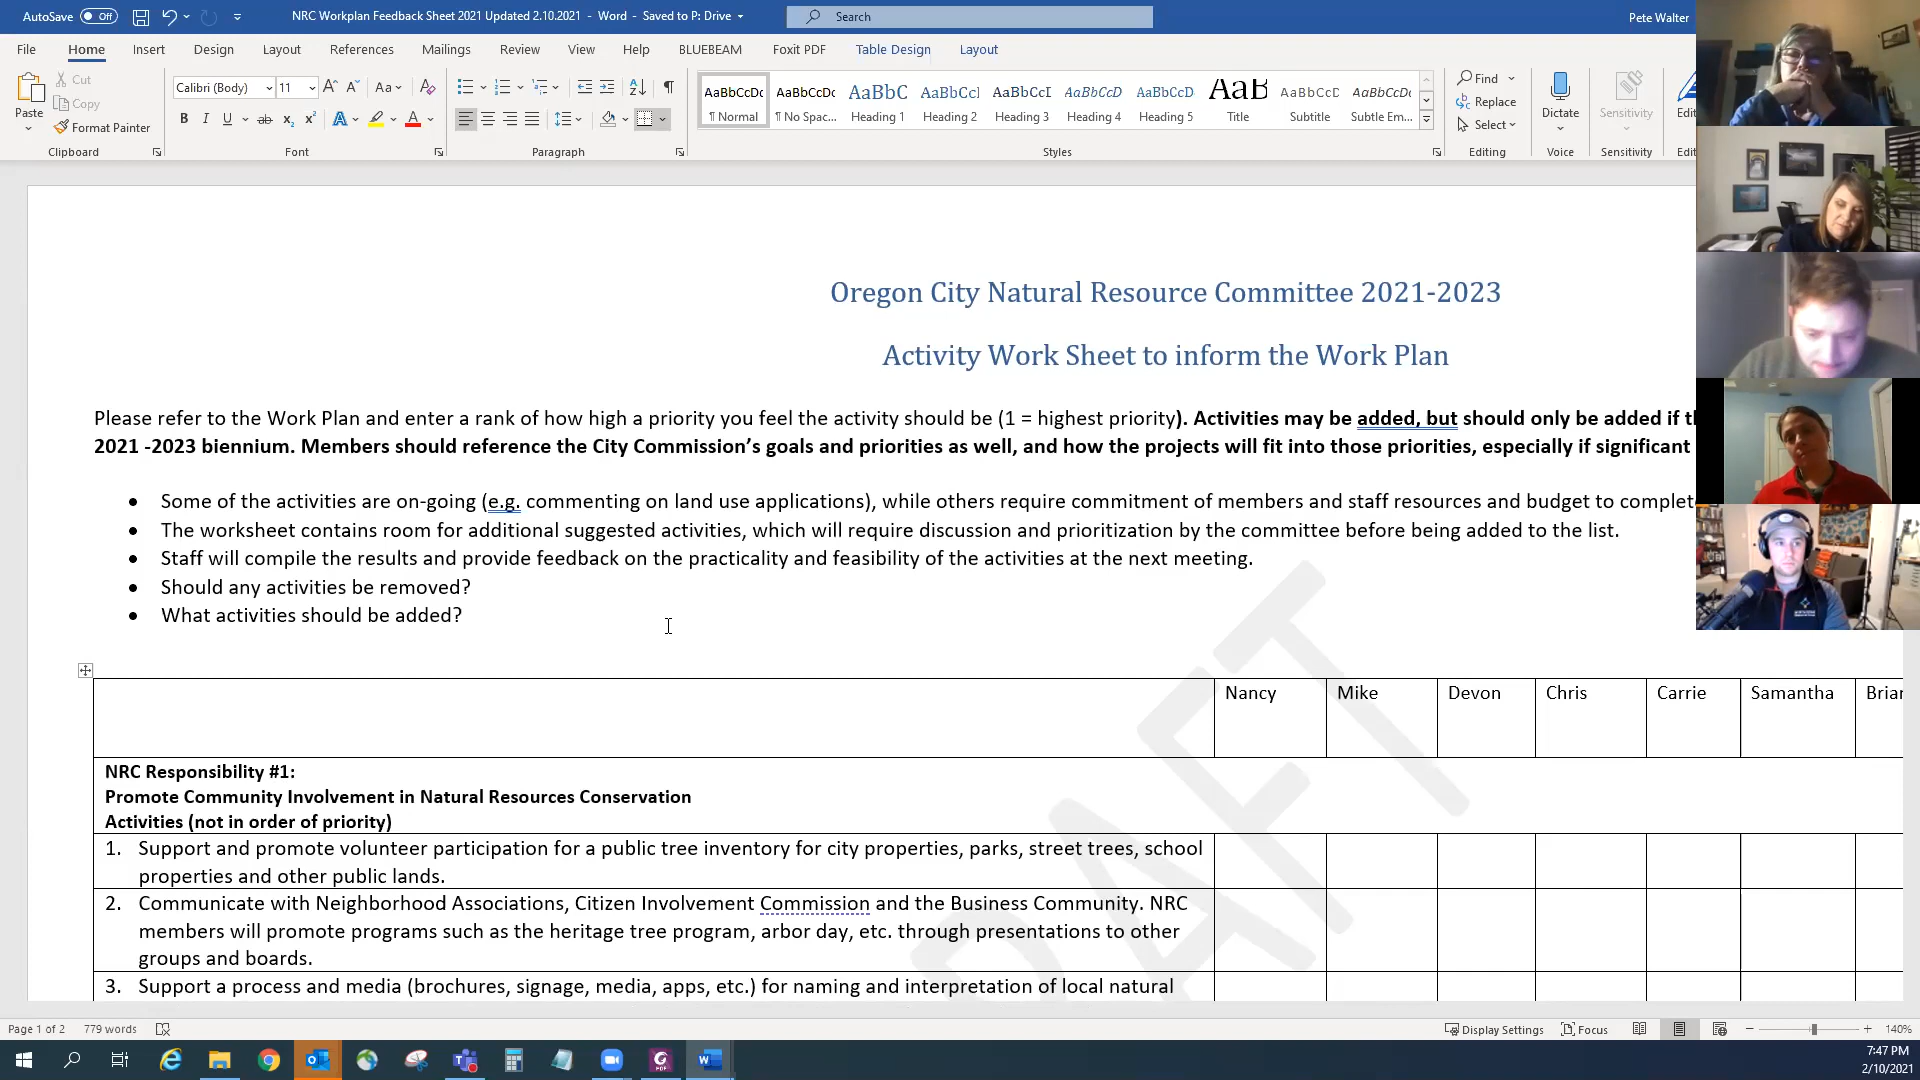 AutoSave Off NRC Workplan Feedback Sheet 2021 Updated 2.10.2021 - Word - Saved to P: Drive Search Pete Walter
File Home Insert Design Layout References Mailings Review View Help BLUEBEAM Foxit PDF Table Design Layout
Paste
Cut
Copy
Format Painter
Clipboard
Calibri (Body) 11
Font
Paragraph
AaBbCcDc AaBbCcDc AaBbC AaBbCcI AaBbCcI AaBbCcD AaBbCcD AaB AaBbCcD AaBbCcDc
¶ Normal ¶ No Spac... Heading 1 Heading 2 Heading 3 Heading 4 Heading 5 Title Subtitle Subtle Em...
Styles
Find
Replace
Select
Editing
Dictate
Voice
Sensitivity
Sensitivity
Edit
Edit
Oregon City Natural Resource Committee 2021-2023
Activity Work Sheet to inform the Work Plan
Please refer to the Work Plan and enter a rank of how high a priority you feel the activity should be (1 = highest priority). Activities may be added, but should only be added if
2021 -2023 biennium. Members should reference the City Commission's goals and priorities as well, and how the projects will fit into those priorities, especially if significant
• Some of the activities are on-going (e.g. commenting on land use applications), while others require commitment of members and staff resources and budget to complet
• The worksheet contains room for additional suggested activities, which will require discussion and prioritization by the committee before being added to the list.
• Staff will compile the results and provide feedback on the practicality and feasibility of the activities at the next meeting.
• Should any activities be removed?
• What activities should be added?
Nancy Mike Devon Chris Carrie Samantha Brian
NRC Responsibility #1:
Promote Community Involvement in Natural Resources Conservation
Activities (not in order of priority)
1. Support and promote volunteer participation for a public tree inventory for city properties, parks, street trees, school
properties and other public lands.
2. Communicate with Neighborhood Associations, Citizen Involvement Commission and the Business Community. NRC
members will promote programs such as the heritage tree program, arbor day, etc. through presentations to other
groups and boards.
3. Support a process and media (brochures, signage, media, apps, etc.) for naming and interpretation of local natural
DRAFT
Page 1 of 2 779 words Display Settings Focus 140%
7:47 PM
2/10/2021